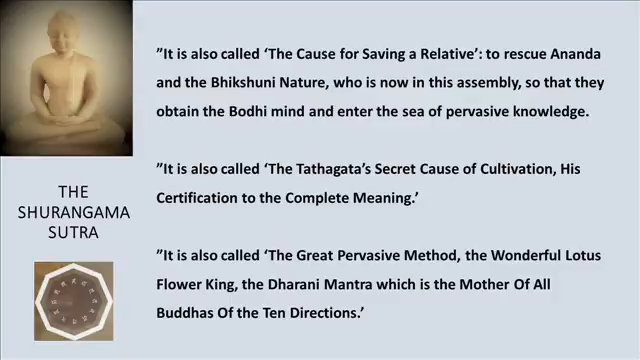 ”It is also called ‘The Cause for Saving a Relative’: to rescue Ananda
and the Bhikshuni Nature, who is now in this assembly, so that they
obtain the Bodhi mind and enter the sea of pervasive knowledge.
”It is also called ‘The Tathagata’s Secret Cause of Cultivation, His
Certification to the Complete Meaning.’
”It is also called ‘The Great Pervasive Method, the Wonderful Lotus
Flower King, the Dharani Mantra which is the Mother Of All
Buddhas Of the Ten Directions.’
THE
SHURANGAMA
SUTRA